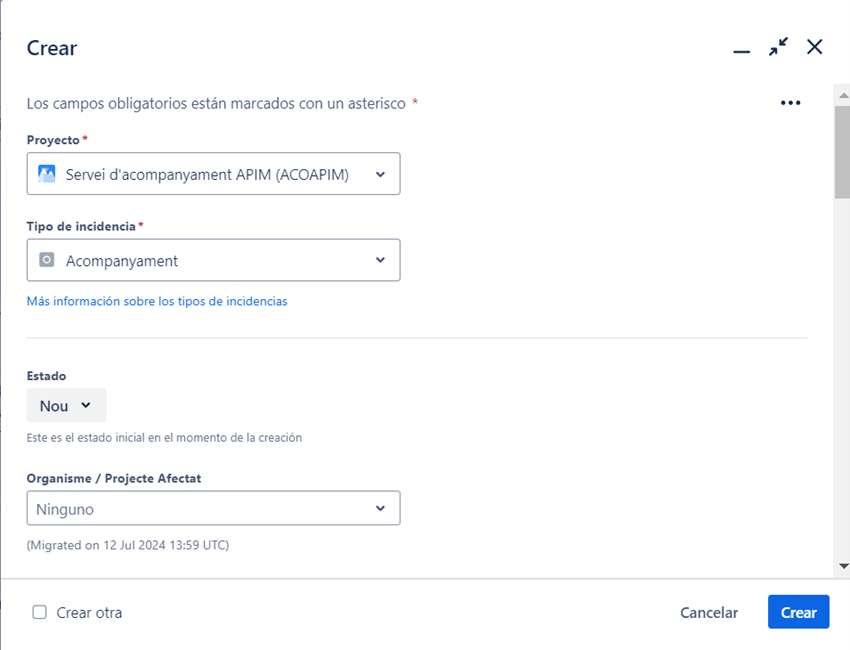 Crear
Los campos obligatorios están marcados con un asterisco *
Proyecto*
Servei d'acompanyament APIM (ACOAPIM)
Tipo de incidencia*
Acompanyament
Más información sobre los tipos de incidencias
Estado
Nou
Este es el estado inicial en el momento de la creación
Organisme / Projecte Afectat
Ninguno
(Migrated on 12 Jul 2024 13:59 UTC)
Crear otra
Cancelar
Crear